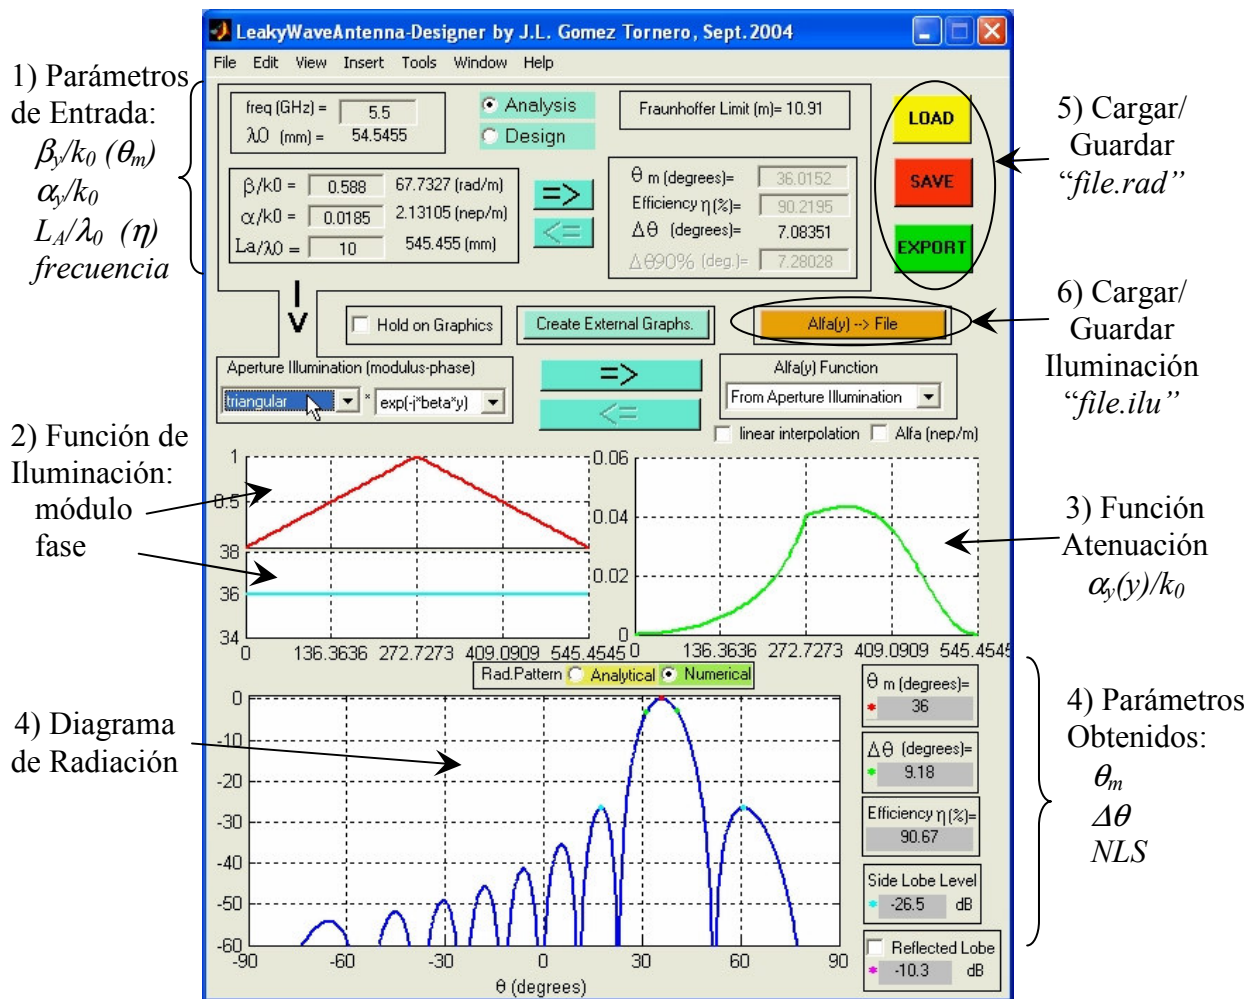 LeakyWaveAntenna-Designer by J.L. Gomez Tornero, Sept.2004
File Edit View Insert Tools Window Help
1) Parámetros
de Entrada:
βy/k0 (θm)
αy/k0
LA/λ0 (η)
frecuencia
freq (GHz) = 5.5
λ0 (mm) = 54.5455
Analysis
Design
Fraunhoffer Limit (m)= 10.91
β/k0 = 0.588 67.7327 (rad/m)
α/k0 = 0.0185 2.13105 (nep/m)
La/λ0 = 10 545.455 (mm)
=>
<=
θ m (degrees)= 36.0152
Efficiency η(%)= 90.2195
Δθ (degrees)= 7.08351
Δθ90% (deg.)= 7.28028
LOAD
SAVE
EXPORT
5) Cargar/
Guardar
“file.rad”
Hold on Graphics
Create External Graphs.
Alfa(y) --> File
6) Cargar/
Guardar
Iluminación
“file.ilu”
Aperture Illumination (modulus-phase)
triangular * exp(-j*beta*y)
=>
<=
Alfa(y) Function
From Aperture Illumination
linear interpolation Alfa (nep/m)
2) Función de
Iluminación:
módulo
fase
1
0.5
38
36
34
0 136.3636 272.7273 409.0909 545.4545
0.06
0.04
0.02
0
0 136.3636 272.7273 409.0909 545.4545
3) Función
Atenuación
αy(y)/k0
Rad.Pattern Analytical Numerical
4) Diagrama
de Radiación
0
-10
-20
-30
-40
-50
-60
-90 -60 -30 0 30 60 90
θ (degrees)
θ m (degrees)=
* 36
Δθ (degrees)=
* 9.18
Efficiency η(%)=
90.67
Side Lobe Level
* -26.5 dB
Reflected Lobe
* -10.3 dB
4) Parámetros
Obtenidos:
θm
Δθ
NLS